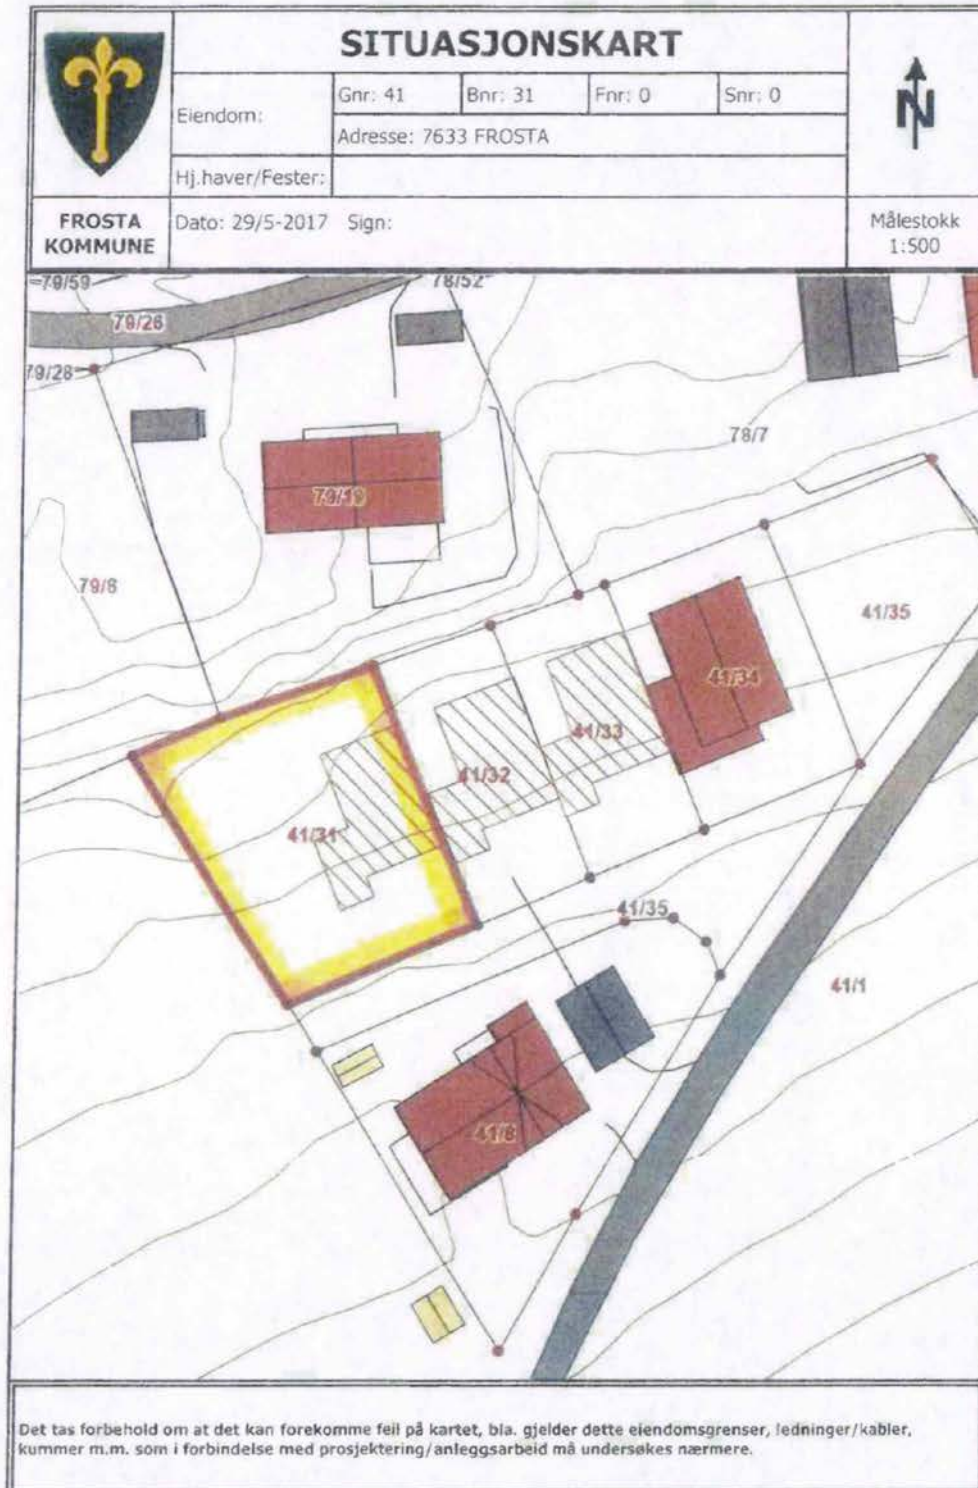 SITUASJONSKART
Eiendom:
Gnr: 41
Bnr: 31
Fnr: 0
Snr: 0
Adresse: 7633 FROSTA
Hj.haver/Fester:
N
FROSTA
KOMMUNE
Dato: 29/5-2017 Sign:
Målestokk
1:500
79/59
78/52
79/26
79/28
78/7
79/19
79/8
41/35
41/34
41/33
41/32
41/31
41/35
41/1
41/8
Det tas forbehold om at det kan forekomme feil på kartet, bla. gjelder dette eiendomsgrenser, ledninger/kabler,
kummer m.m. som i forbindelse med prosjektering/anleggsarbeid må undersøkes nærmere.